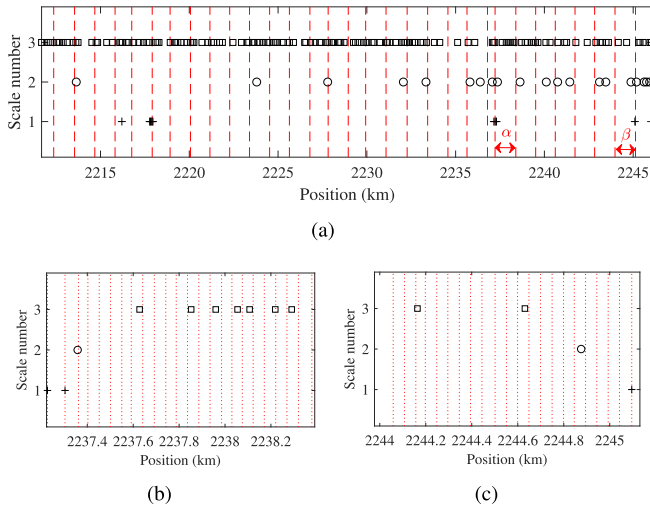 Scale number
3
2
1
α
β
2215
2220
2225
2230
2235
2240
2245
Position (km)
(a)
Scale number
3
2
1
2237.4
2237.6
2237.8
2238
2238.2
Position (km)
(b)
Scale number
3
2
1
2244
2244.2
2244.4
2244.6
2244.8
2245
Position (km)
(c)